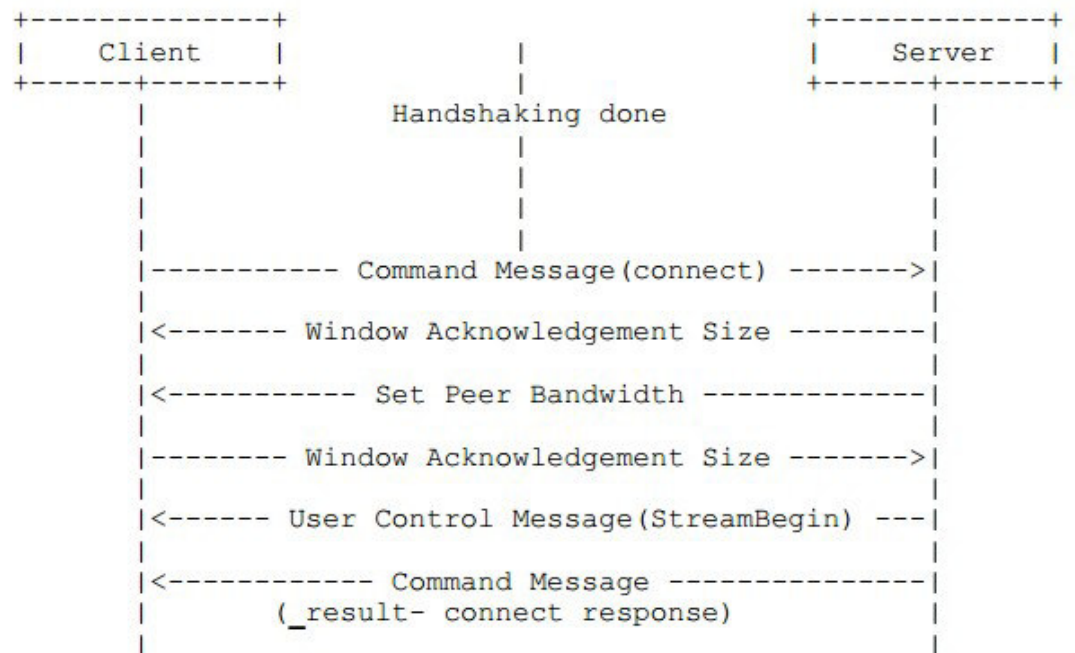 Client Server
Handshaking done
Command Message(connect)
Window Acknowledgement Size
Set Peer Bandwidth
Window Acknowledgement Size
User Control Message(StreamBegin)
Command Message
(_result- connect response)